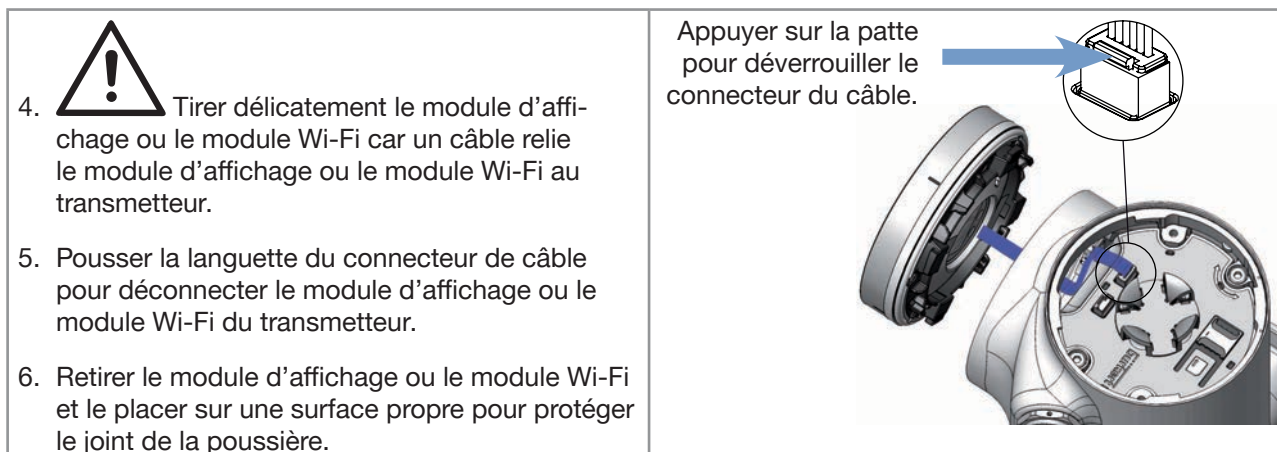 4. Tirer délicatement le module d'affi-
chage ou le module Wi-Fi car un câble relie
le module d'affichage ou le module Wi-Fi au
transmetteur.
5. Pousser la languette du connecteur de câble
pour déconnecter le module d'affichage ou le
module Wi-Fi du transmetteur.
6. Retirer le module d'affichage ou le module Wi-Fi
et le placer sur une surface propre pour protéger
le joint de la poussière.
Appuyer sur la patte
pour déverrouiller le
connecteur du câble.